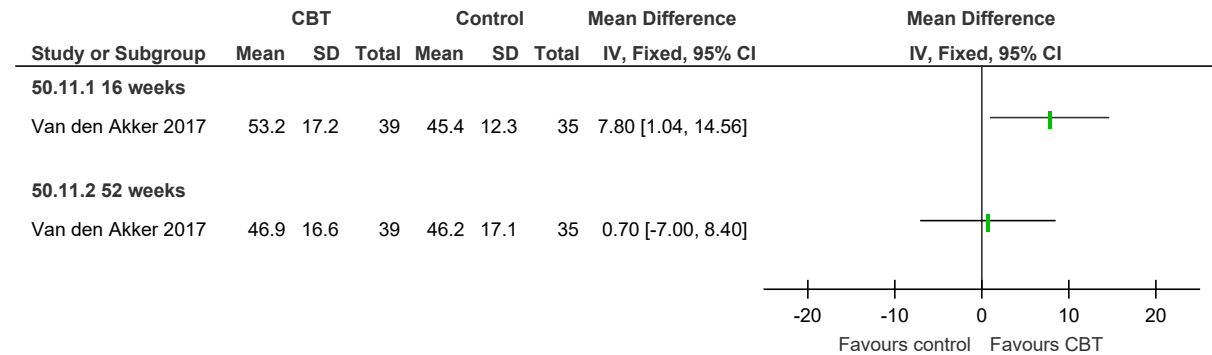 CBT Control Mean Difference Mean Difference
Study or Subgroup Mean SD Total Mean SD Total IV, Fixed, 95% CI IV, Fixed, 95% CI
50.11.1 16 weeks
Van den Akker 2017 53.2 17.2 39 45.4 12.3 35 7.80 [1.04, 14.56]
50.11.2 52 weeks
Van den Akker 2017 46.9 16.6 39 46.2 17.1 35 0.70 [-7.00, 8.40]
-20 -10 0 10 20
Favours control Favours CBT